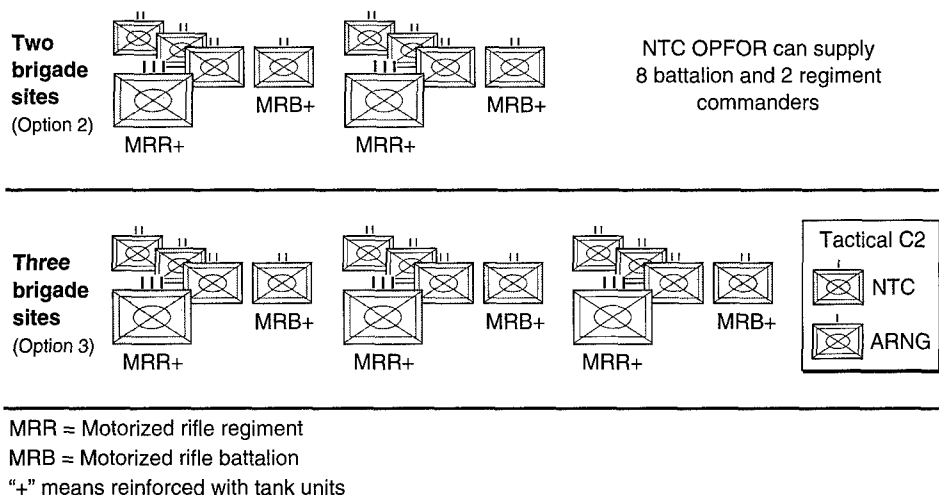 Two
brigade
sites
(Option 2)
MRR+
MRB+
MRR+
MRB+
NTC OPFOR can supply
8 battalion and 2 regiment
commanders
Three
brigade
sites
(Option 3)
MRR+
MRB+
MRR+
MRB+
MRR+
MRB+
Tactical C2
NTC
ARNG
MRR = Motorized rifle regiment
MRB = Motorized rifle battalion
“+” means reinforced with tank units